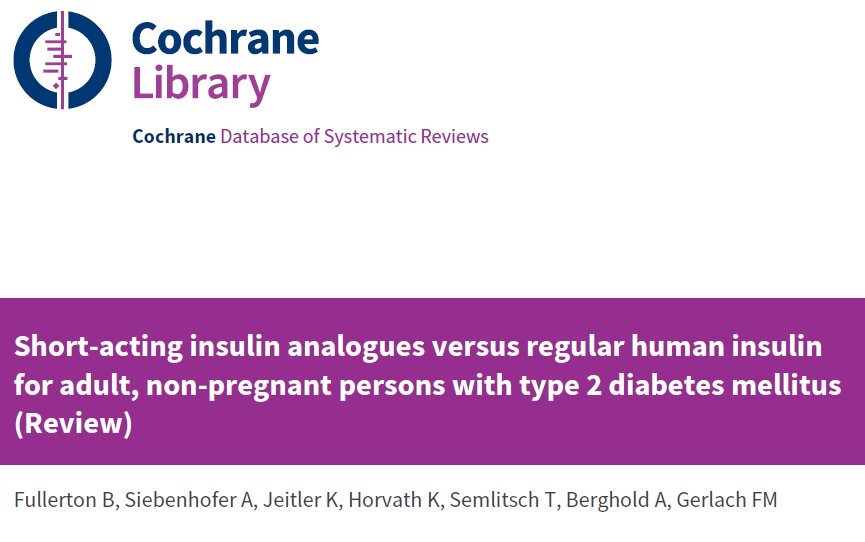 Cochrane
Library
Cochrane Database of Systematic Reviews
Short-acting insulin analogues versus regular human insulin
for adult, non-pregnant persons with type 2 diabetes mellitus
(Review)
Fullerton B, Siebenhofer A, Jeitler K, Horvath K, Semlitsch T, Berghold A, Gerlach FM